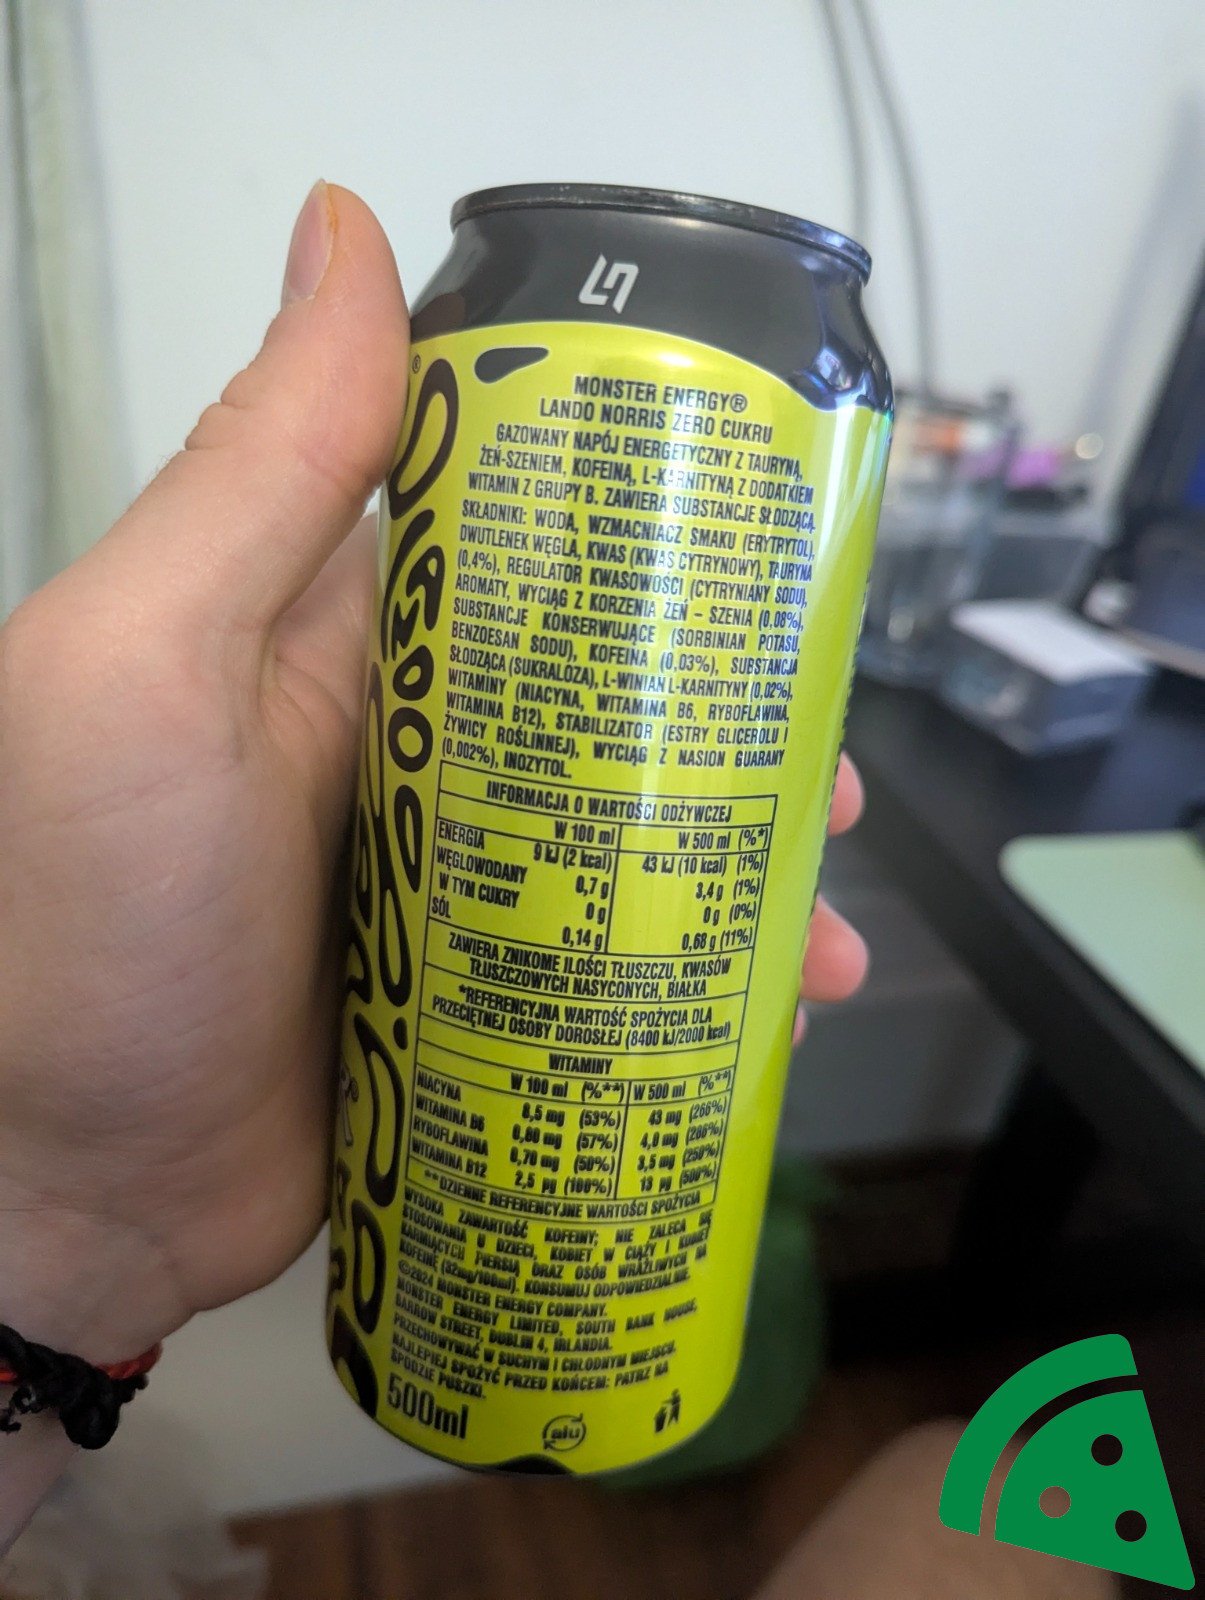 MONSTER ENERGY®
LANDO NORRIS ZERO CUKRU
GAZOWANY NAPÓJ ENERGETYCZNY Z TAURYNĄ,
ŻEŃ-SZENIEM, KOFEINĄ, L-KARNITYNĄ Z DODATKIEM
WITAMIN Z GRUPY B. ZAWIERA SUBSTANCJE SŁODZĄCĄ.
SKŁADNIKI: WODA, WZMACNIACZ SMAKU (ERYTRYTOL),
DWUTLENEK WĘGLA, KWAS (KWAS CYTRYNOWY), TAURYNA
(0,4%), REGULATOR KWASOWOŚCI (CYTRYNIANY SODU),
AROMATY, WYCIĄG Z KORZENIA ŻEŃ – SZENIA (0,08%),
SUBSTANCJE KONSERWUJĄCE (SORBINIAN POTASU,
BENZOESAN SODU), KOFEINA (0,03%), SUBSTANCJA
SŁODZĄCA (SUKRALOZA), L-WINIAN L-KARNITYNY (0,02%),
WITAMINY (NIACYNA, WITAMINA B6, RYBOFLAWINA,
WITAMINA B12), STABILIZATOR (ESTRY GLICEROLU I
ŻYWICY ROŚLINNEJ), WYCIĄG Z NASION GUARANY
(0,002%), INOZYTOL.
INFORMACJA O WARTOŚCI ODŻYWCZEJ
W 100 ml W 500 ml (%*)
ENERGIA 9 kJ (2 kcal) 43 kJ (10 kcal) (1%)
WĘGLOWODANY 0,7 g 3,4 g (1%)
W TYM CUKRY 0 g 0 g (0%)
SÓL 0,14 g 0,68 g (11%)
ZAWIERA ZNIKOME ILOŚCI TŁUSZCZU, KWASÓW
TŁUSZCZOWYCH NASYCONYCH, BIAŁKA
*REFERENCYJNA WARTOŚĆ SPOŻYCIA DLA
PRZECIĘTNEJ OSOBY DOROSŁEJ (8400 kJ/2000 kcal)
WITAMINY
W 100 ml (%**) W 500 ml (%**)
NIACYNA 8,5 mg (53%) 43 mg (266%)
WITAMINA B6 0,80 mg (57%) 4,0 mg (286%)
RYBOFLAWINA 0,70 mg (50%) 3,5 mg (250%)
WITAMINA B12 2,5 µg (100%) 13 µg (500%)
**DZIENNE REFERENCYJNE WARTOŚCI SPOŻYCIA
WYSOKA ZAWARTOŚĆ KOFEINY; NIE ZALECA SIĘ
STOSOWANIA U DZIECI, KOBIET W CIĄŻY I KOBIET
KARMIĄCYCH PIERSIĄ ORAZ OSÓB WRAŻLIWYCH NA
KOFEINĘ (32mg/100ml). KONSUMUJ ODPOWIEDZIALNIE.
©2024 MONSTER ENERGY COMPANY.
MONSTER ENERGY LIMITED, SOUTH BANK HOUSE,
BARROW STREET, DUBLIN 4, IRLANDIA.
PRZECHOWYWAĆ W SUCHYM I CHŁODNYM MIEJSCU.
NAJLEPIEJ SPOŻYĆ PRZED KOŃCEM: PATRZ NA
SPODZIE PUSZKI.
500ml
alu